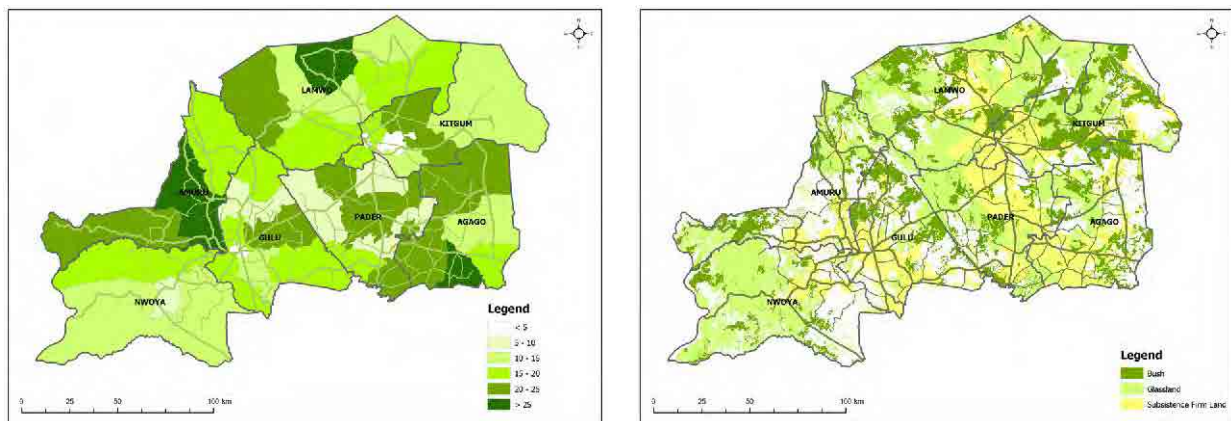 LAMWO
KITGUM
AMURU
AGAGO
PADER
GULU
NWOYA
Legend
< 5
5 - 10
10 - 15
15 - 20
20 - 25
> 25
0 25 50 100 km
LAMWO
KITGUM
AMURU
PADER
AGAGO
GULU
NWOYA
Legend
Bush
Glassland
Subsistence Firm Land
0 25 50 100 km